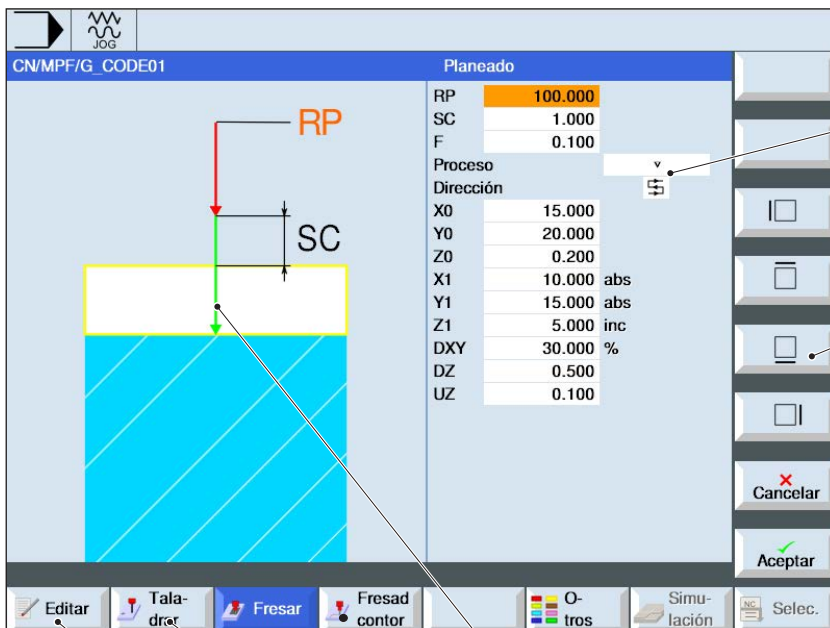 JOG
CN/MPF/G_CODE01
Planeado
RP
SC
RP 100.000
SC 1.000
F 0.100
Proceso
Dirección
X0 15.000
Y0 20.000
Z0 0.200
X1 10.000 abs
Y1 15.000 abs
Z1 5.000 inc
DXY 30.000 %
DZ 0.500
UZ 0.100
Cancelar
Aceptar
Editar
Tala-
drar
Fresar
Fresad
contor
O-
tros
Simu-
lación
NC
Selec.